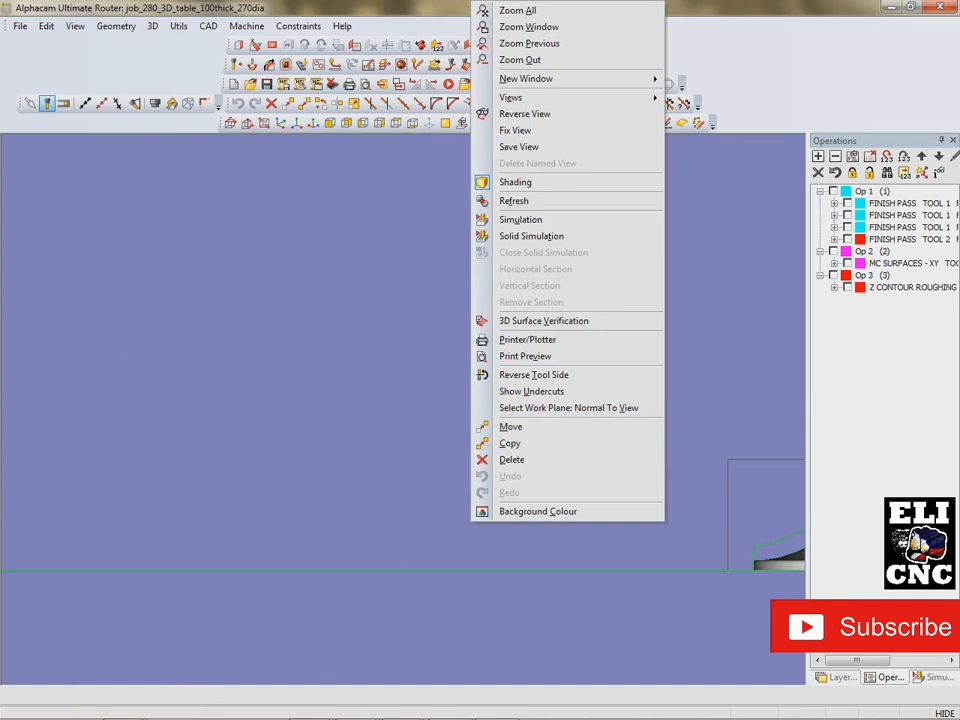 Alphacam Ultimate Router: job_280_3D_table_100thick_270dia
File Edit View Geometry 3D Utils CAD Machine Constraints Help
Zoom All
Zoom Window
Zoom Previous
Zoom Out
New Window
Views
Reverse View
Fix View
Save View
Delete Named View
Shading
Refresh
Simulation
Solid Simulation
Close Solid Simulation
Horizontal Section
Vertical Section
Remove Section
3D Surface Verification
Printer/Plotter
Print Preview
Reverse Tool Side
Show Undercuts
Select Work Plane: Normal To View
Move
Copy
Delete
Undo
Redo
Background Colour
Operations
Op 1 (1)
FINISH PASS TOOL 1 F
FINISH PASS TOOL 1 F
FINISH PASS TOOL 1 F
FINISH PASS TOOL 2 F
Op 2 (2)
MC SURFACES - XY TOO
Op 3 (3)
Z CONTOUR ROUGHING
ELI
CNC
Subscribe
Layer... Oper... Simu...
HIDE